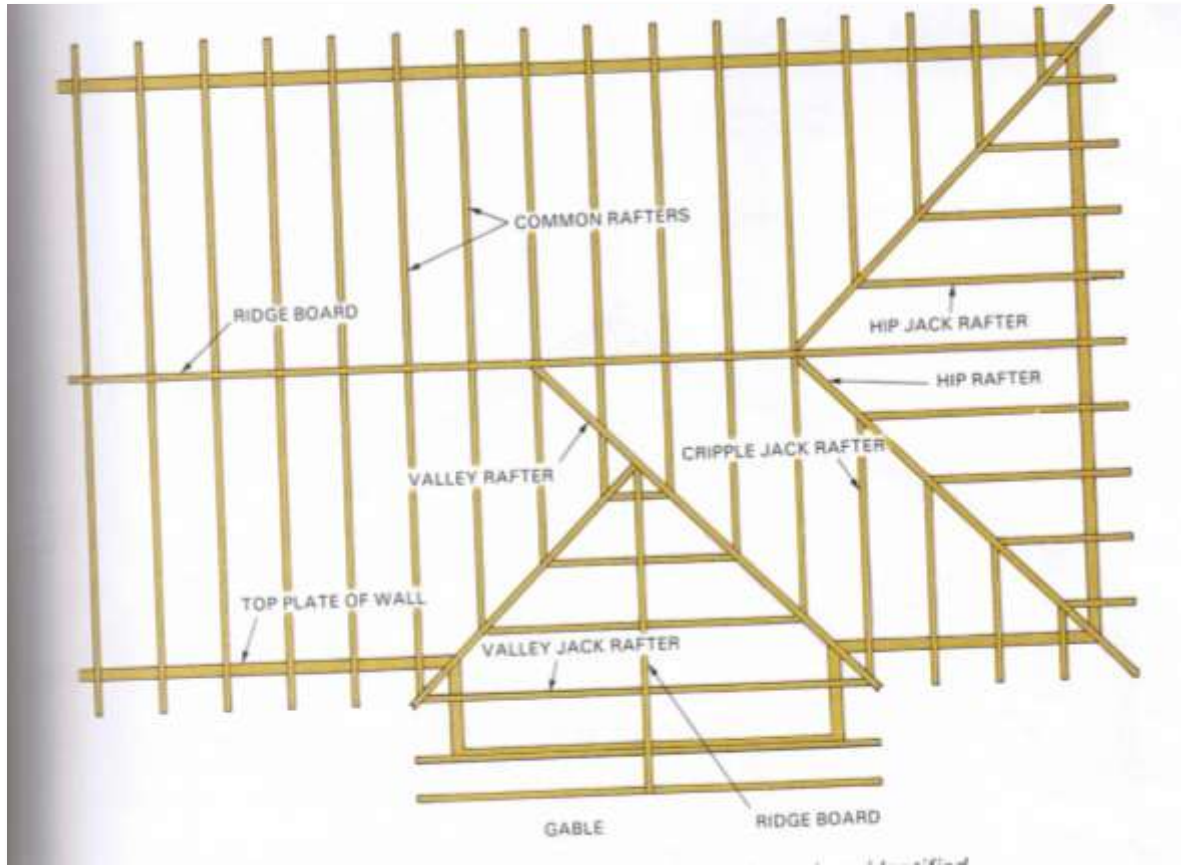 COMMON RAFTERS
RIDGE BOARD
HIP JACK RAFTER
HIP RAFTER
CRIPPLE JACK RAFTER
VALLEY RAFTER
TOP PLATE OF WALL
VALLEY JACK RAFTER
RIDGE BOARD
GABLE